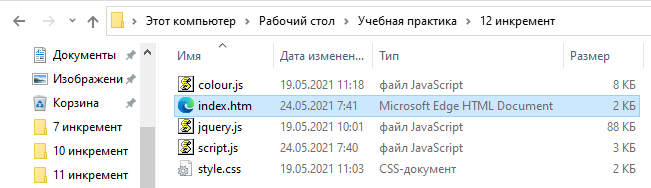 Этот компьютер › Рабочий стол › Учебная практика › 12 инкремент
Имя Дата изменен... Тип Размер
Документы
Изображени
Корзина
7 инкремент
10 инкремент
11 инкремент
colour.js 19.05.2021 11:18 файл JavaScript 8 КБ
index.htm 24.05.2021 7:41 Microsoft Edge HTML Document 2 КБ
jquery.js 19.05.2021 10:01 файл JavaScript 88 КБ
script.js 24.05.2021 7:40 файл JavaScript 3 КБ
style.css 19.05.2021 11:03 CSS-документ 2 КБ